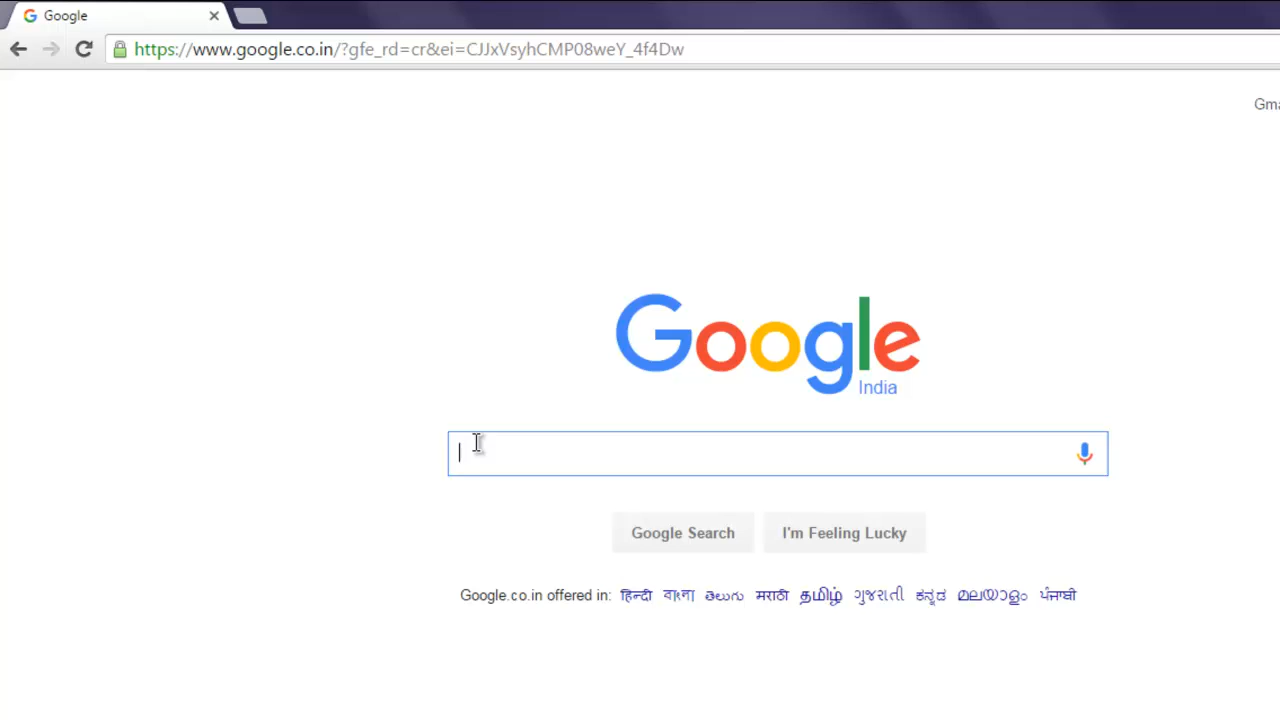 Google
https://www.google.co.in/?gfe_rd=cr&ei=CJJxVsyhCMP08weY_4f4Dw
Gma
Google
India
Google Search I'm Feeling Lucky
Google.co.in offered in: हिन्दी বাংলা తెలుగు मराठी தமிழ் ગુજરાતી ಕನ್ನಡ മലയാളം ਪੰਜਾਬੀ